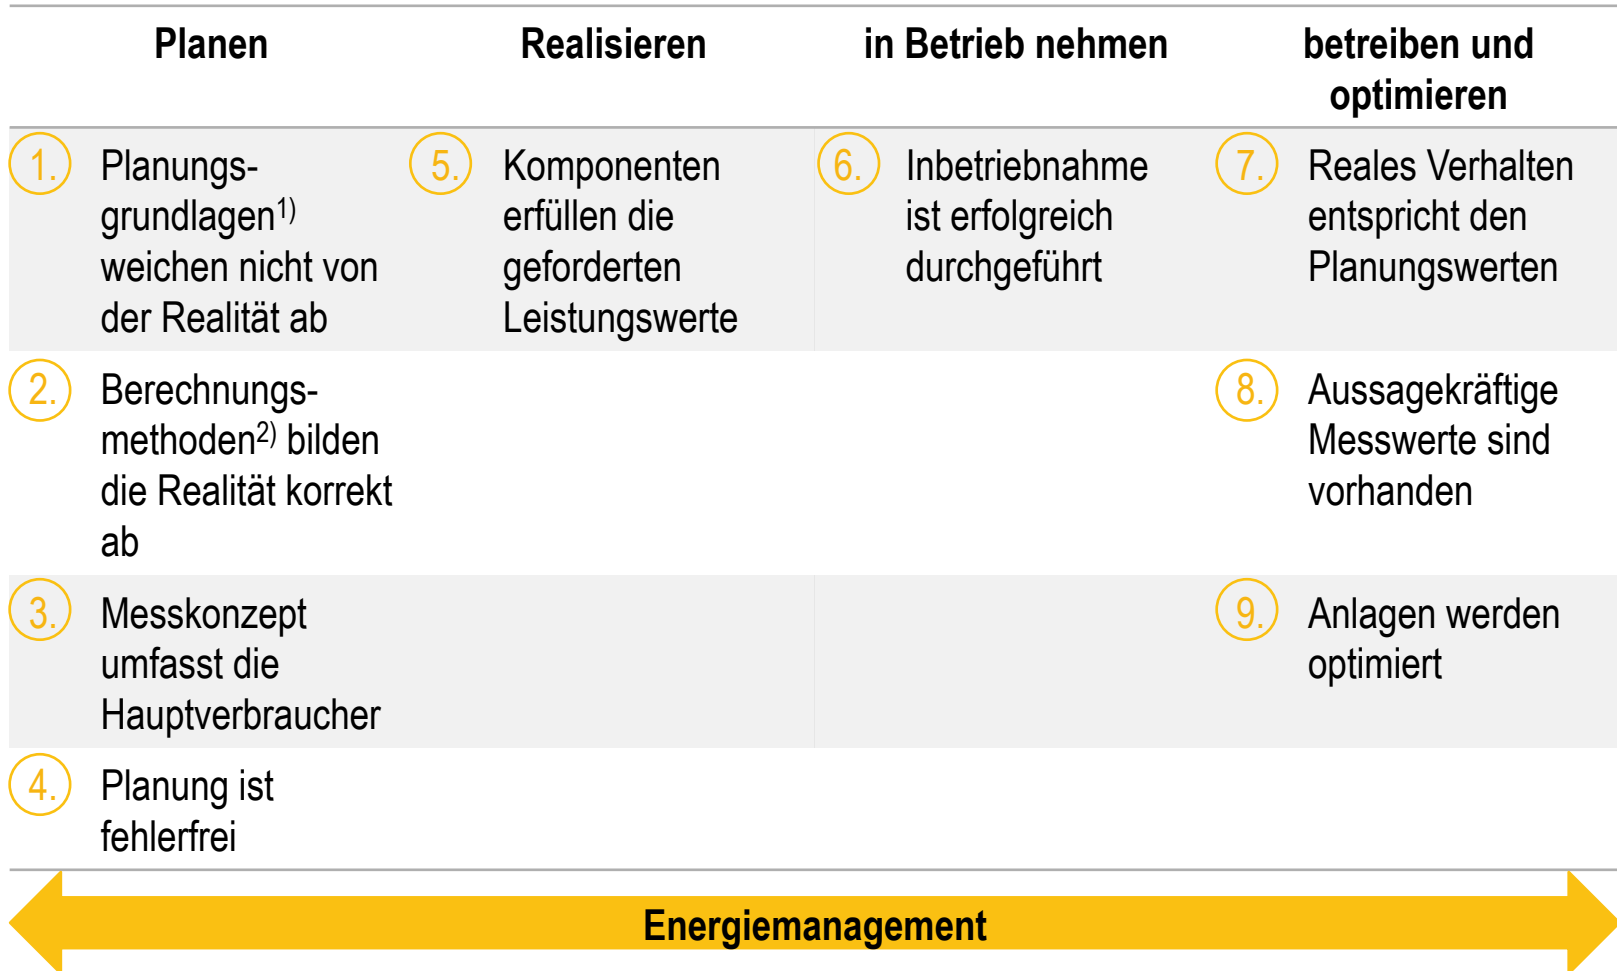 Planen
Realisieren
in Betrieb nehmen
betreiben und
optimieren
1.
Planungs-
grundlagen1)
weichen nicht von
der Realität ab
5.
Komponenten
erfüllen die
geforderten
Leistungswerte
6.
Inbetriebnahme
ist erfolgreich
durchgeführt
7.
Reales Verhalten
entspricht den
Planungswerten
2.
Berechnungs-
methoden2) bilden
die Realität korrekt
ab
8.
Aussagekräftige
Messwerte sind
vorhanden
3.
Messkonzept
umfasst die
Hauptverbraucher
9.
Anlagen werden
optimiert
4.
Planung ist
fehlerfrei
Energiemanagement